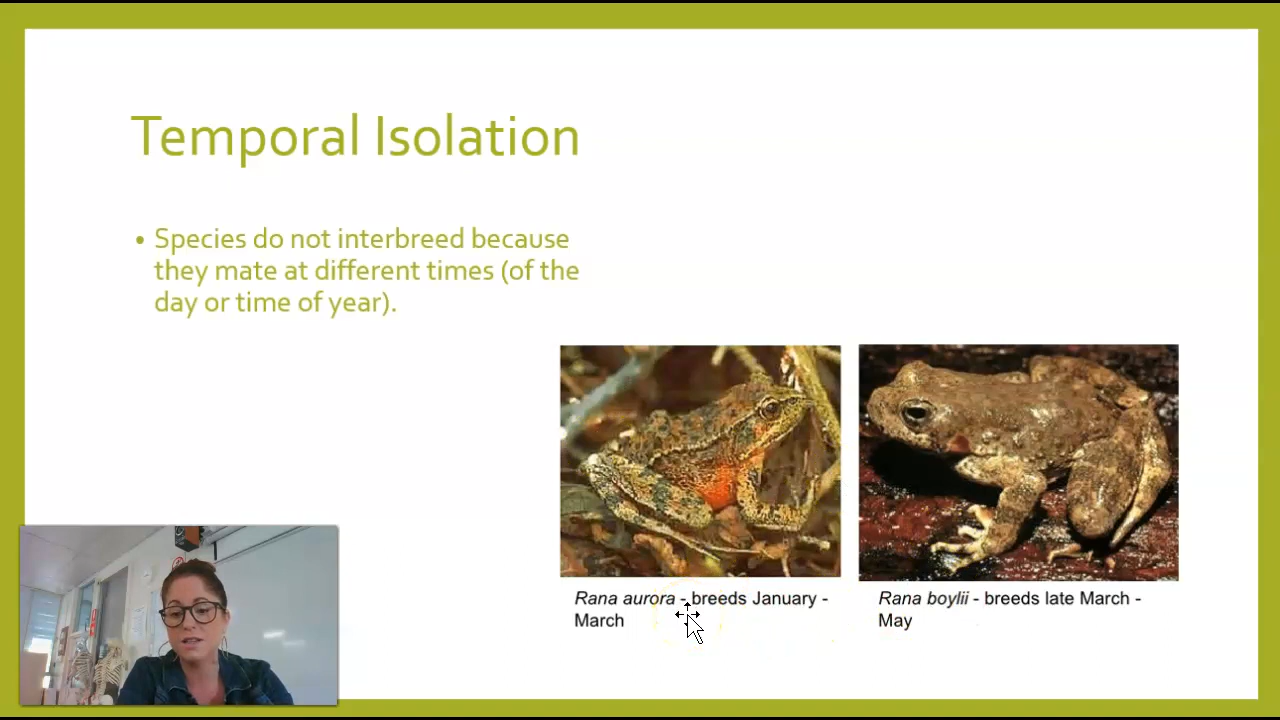 Temporal Isolation
• Species do not interbreed because
they mate at different times (of the
day or time of year).
Rana aurora - breeds January -
March
Rana boylii - breeds late March -
May